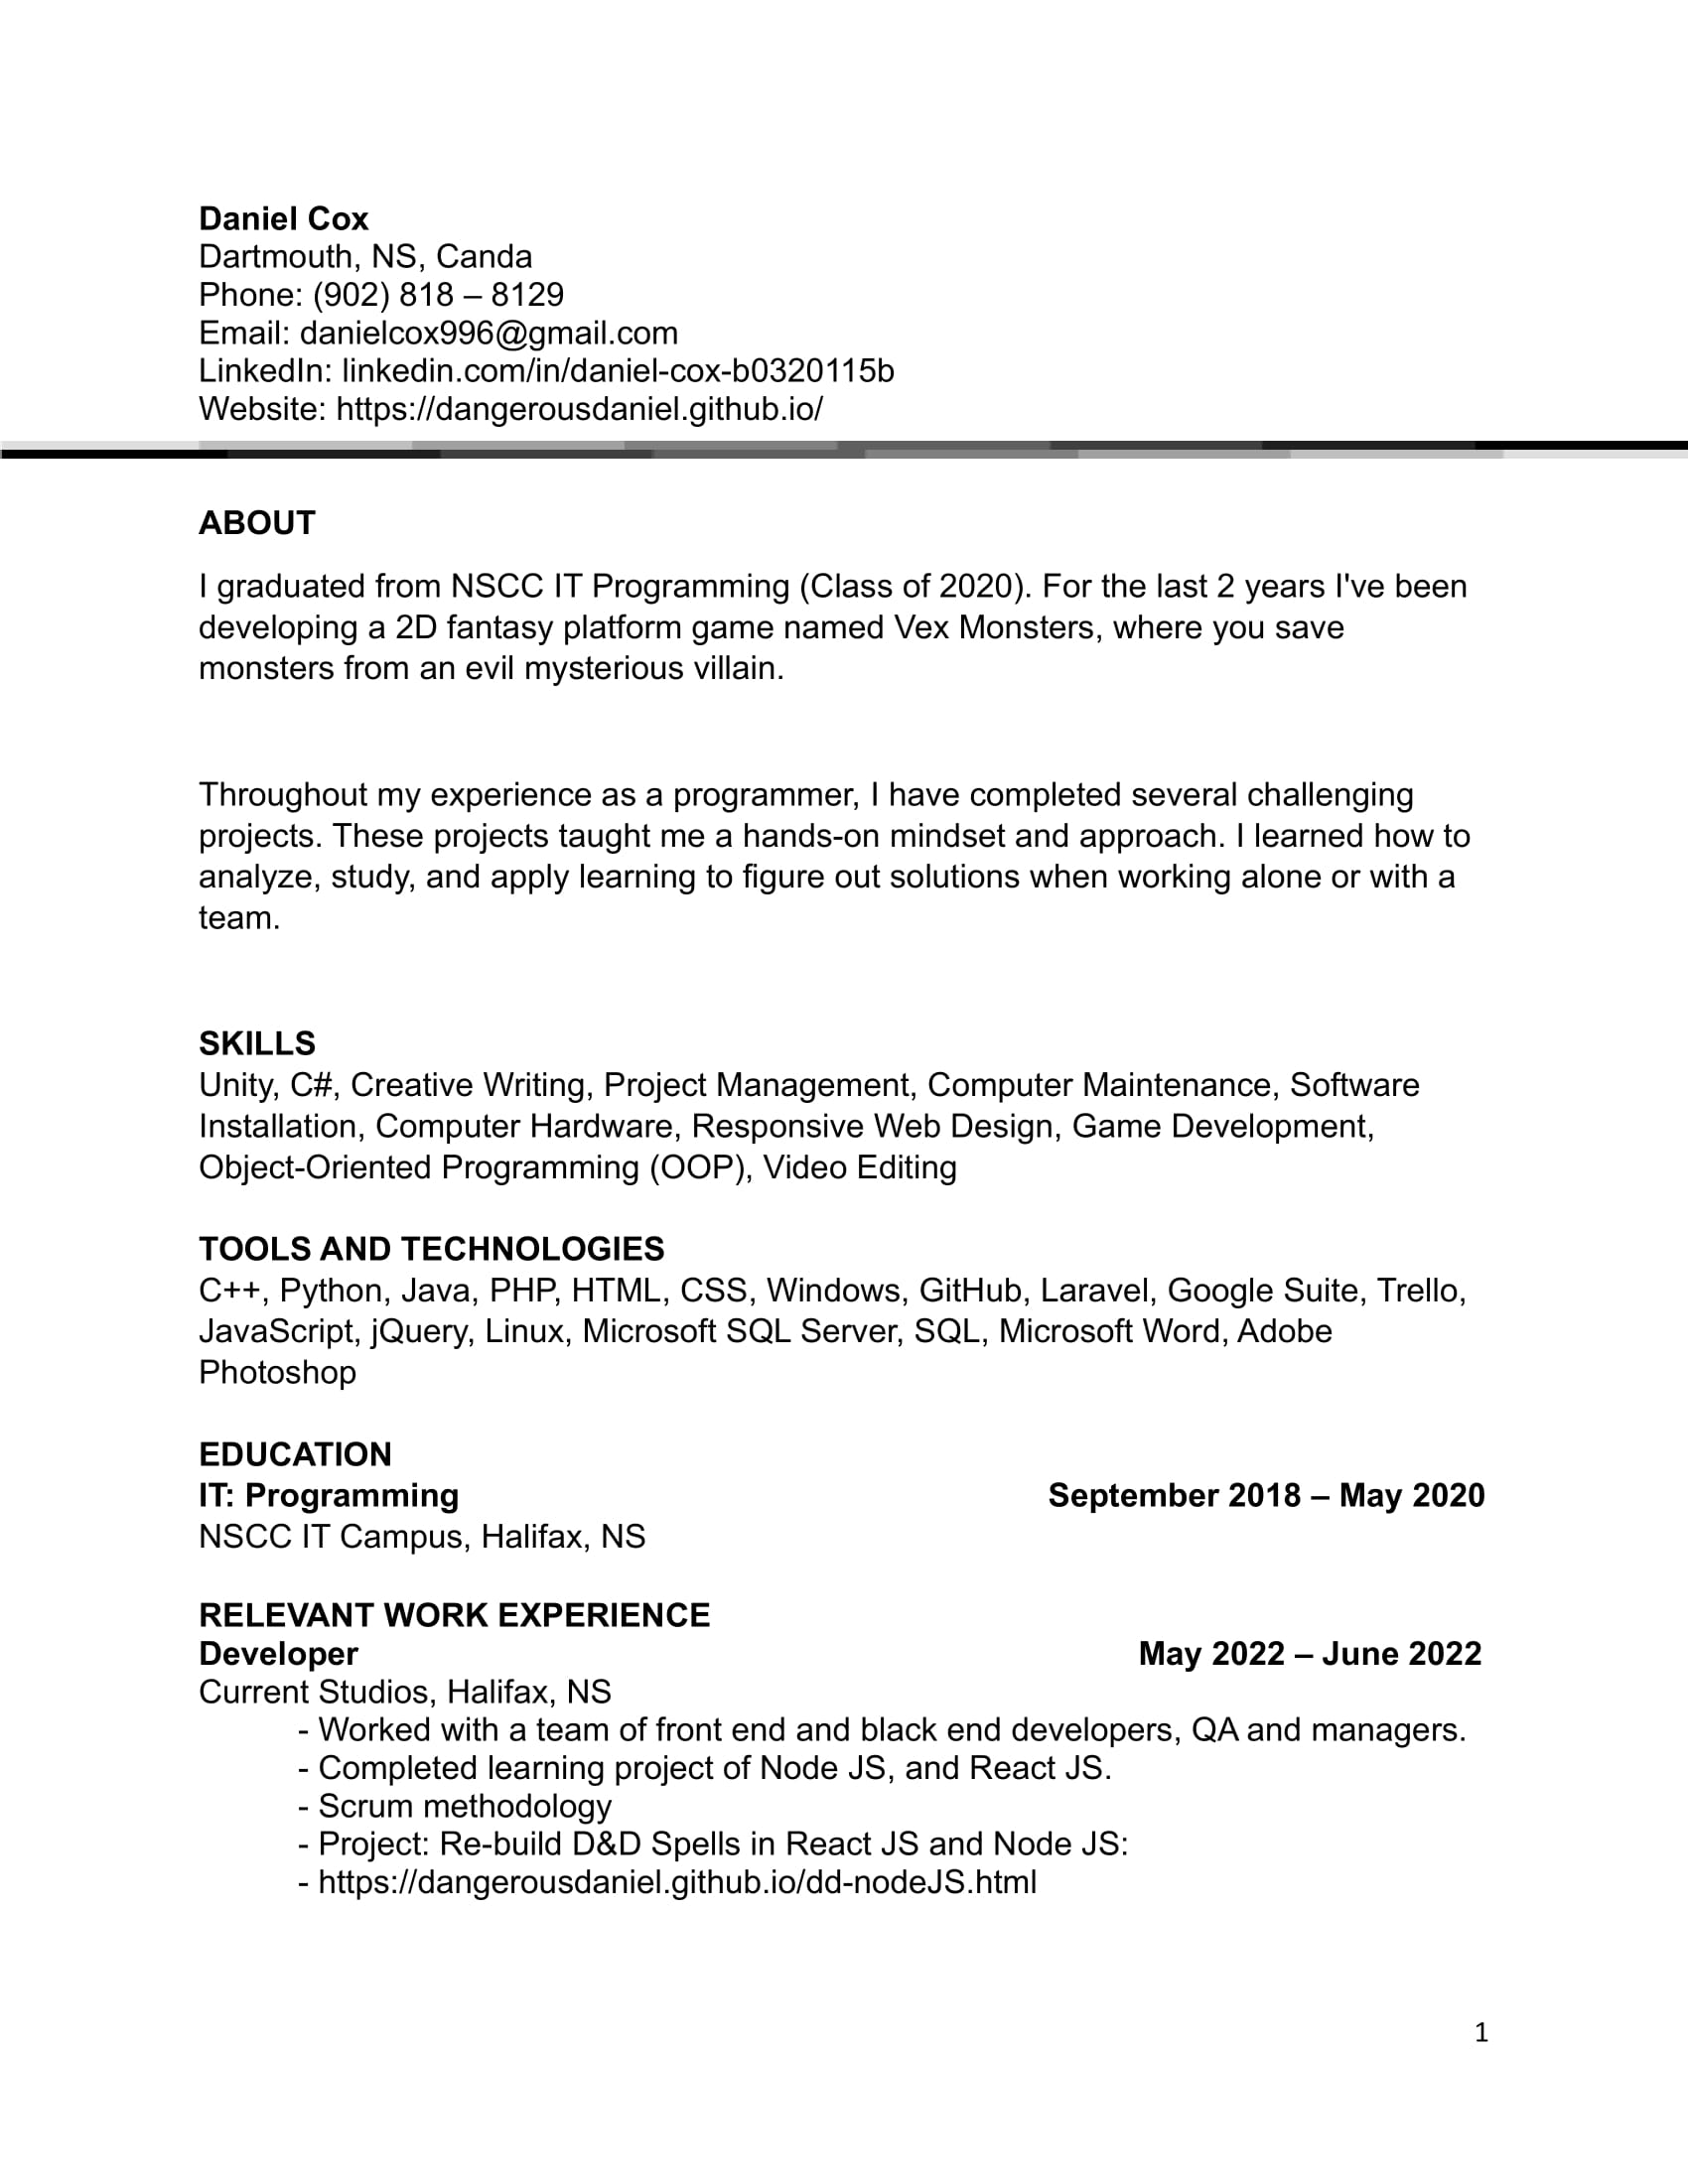 Daniel Cox
Dartmouth, NS, Canda
Phone: (902) 818 – 8129
Email: danielcox996@gmail.com
LinkedIn: linkedin.com/in/daniel-cox-b0320115b
Website: https://dangerousdaniel.github.io/
ABOUT
I graduated from NSCC IT Programming (Class of 2020). For the last 2 years I've been
developing a 2D fantasy platform game named Vex Monsters, where you save
monsters from an evil mysterious villain.
Throughout my experience as a programmer, I have completed several challenging
projects. These projects taught me a hands-on mindset and approach. I learned how to
analyze, study, and apply learning to figure out solutions when working alone or with a
team.
SKILLS
Unity, C#, Creative Writing, Project Management, Computer Maintenance, Software
Installation, Computer Hardware, Responsive Web Design, Game Development,
Object-Oriented Programming (OOP), Video Editing
TOOLS AND TECHNOLOGIES
C++, Python, Java, PHP, HTML, CSS, Windows, GitHub, Laravel, Google Suite, Trello,
JavaScript, jQuery, Linux, Microsoft SQL Server, SQL, Microsoft Word, Adobe
Photoshop
EDUCATION
IT: Programming September 2018 – May 2020
NSCC IT Campus, Halifax, NS
RELEVANT WORK EXPERIENCE
Developer May 2022 – June 2022
Current Studios, Halifax, NS
- Worked with a team of front end and black end developers, QA and managers.
- Completed learning project of Node JS, and React JS.
- Scrum methodology
- Project: Re-build D&D Spells in React JS and Node JS:
- https://dangerousdaniel.github.io/dd-nodeJS.html
1